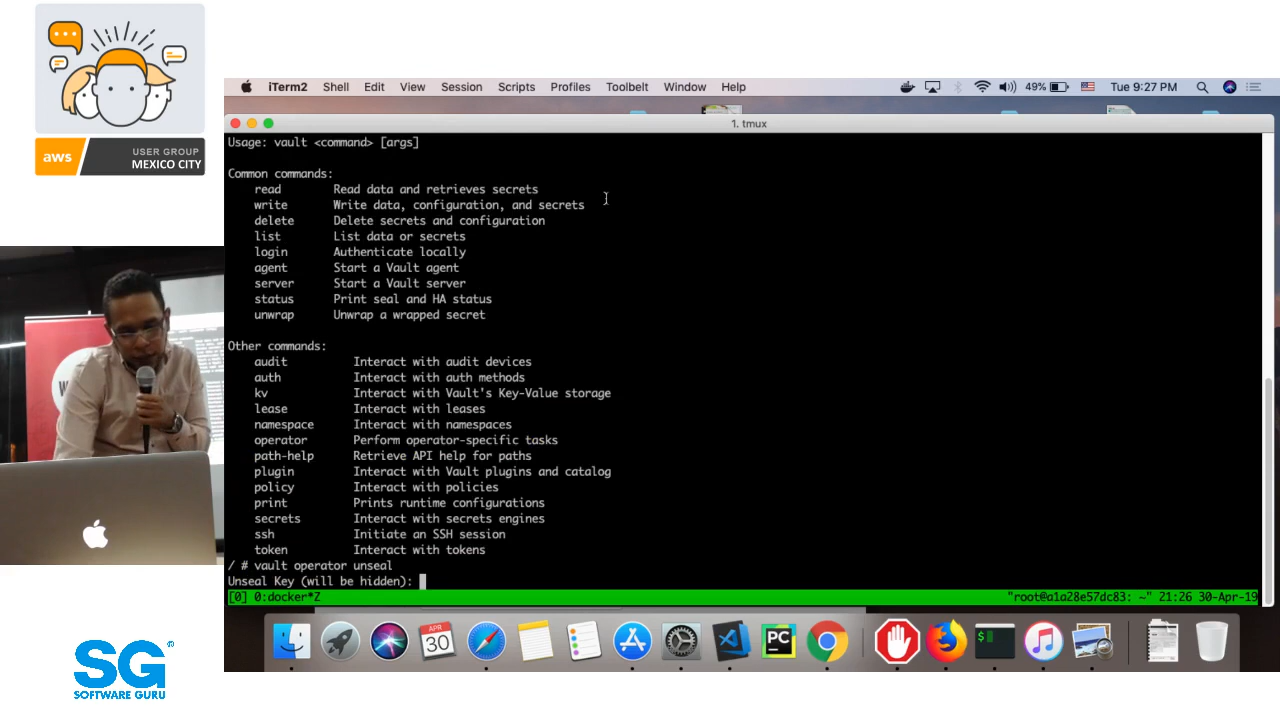 aws
USER GROUP
MEXICO CITY
iTerm2 Shell Edit View Session Scripts Profiles Toolbelt Window Help 49% Tue 9:27 PM
1. tmux
Usage: vault <command> [args]
Common commands:
read Read data and retrieves secrets
write Write data, configuration, and secrets
delete Delete secrets and configuration
list List data or secrets
login Authenticate locally
agent Start a Vault agent
server Start a Vault server
status Print seal and HA status
unwrap Unwrap a wrapped secret
Other commands:
audit Interact with audit devices
auth Interact with auth methods
kv Interact with Vault's Key-Value storage
lease Interact with leases
namespace Interact with namespaces
operator Perform operator-specific tasks
path-help Retrieve API help for paths
plugin Interact with Vault plugins and catalog
policy Interact with policies
print Prints runtime configurations
secrets Interact with secrets engines
ssh Initiate an SSH session
token Interact with tokens
/ # vault operator unseal
Unseal Key (will be hidden):
[0] 0:docker*Z "root@a1a28e57dc83: ~" 21:26 30-Apr-19
APR
30
PC
$
SG®
SOFTWARE GURU